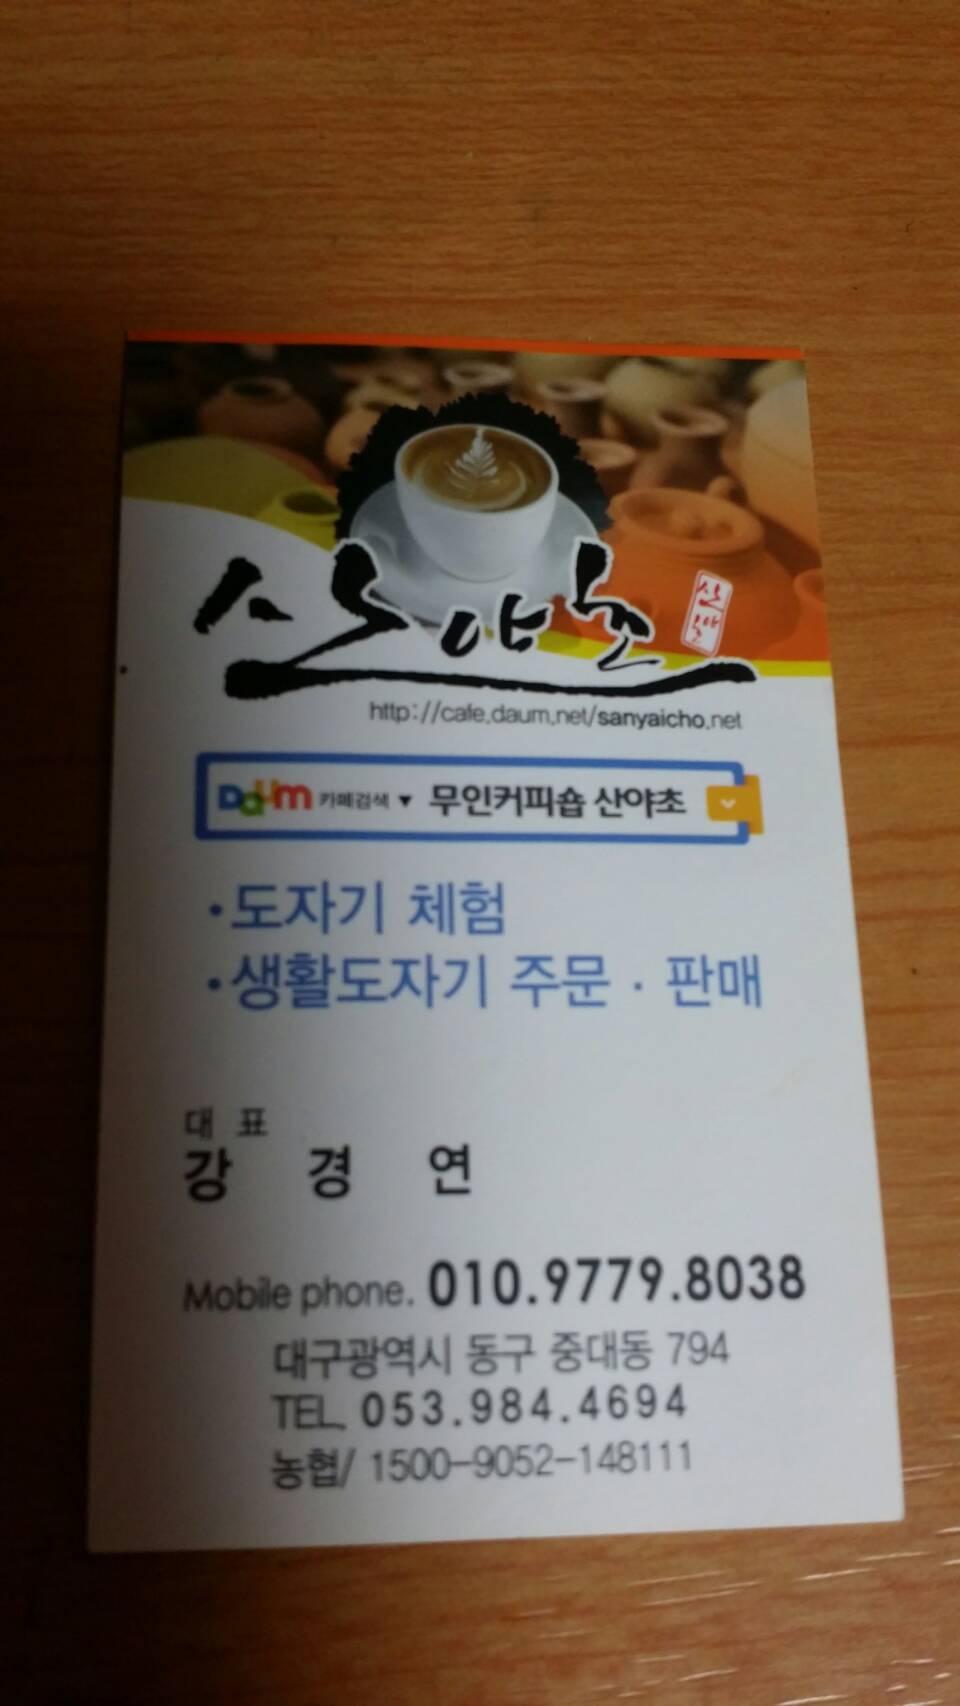 산야초
산야초
http://cafe.daum.net/sanyaicho.net
Daum 카페검색 ▼ 무인커피숍 산야초
·도자기 체험
·생활도자기 주문 · 판매
대 표
강 경 연
Mobile phone. 010.9779.8038
대구광역시 동구 중대동 794
TEL. 053.984.4694
농협/ 1500-9052-148111